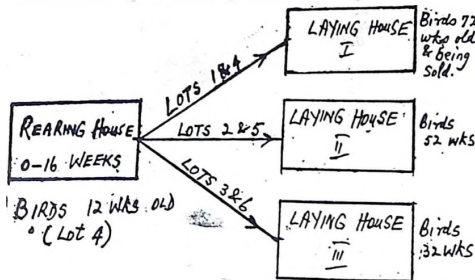 LAYING HOUSE
I
Birds 72
wks old
& being
sold.
LOTS 1 & 4
REARING HOUSE
0-16 WEEKS
LOTS 2 & 5
LAYING HOUSE
II
Birds
52 wks
LOTS 3 & 6
BIRDS 12 WKS OLD
(Lot 4)
LAYING HOUSE
III
Birds
32 wks